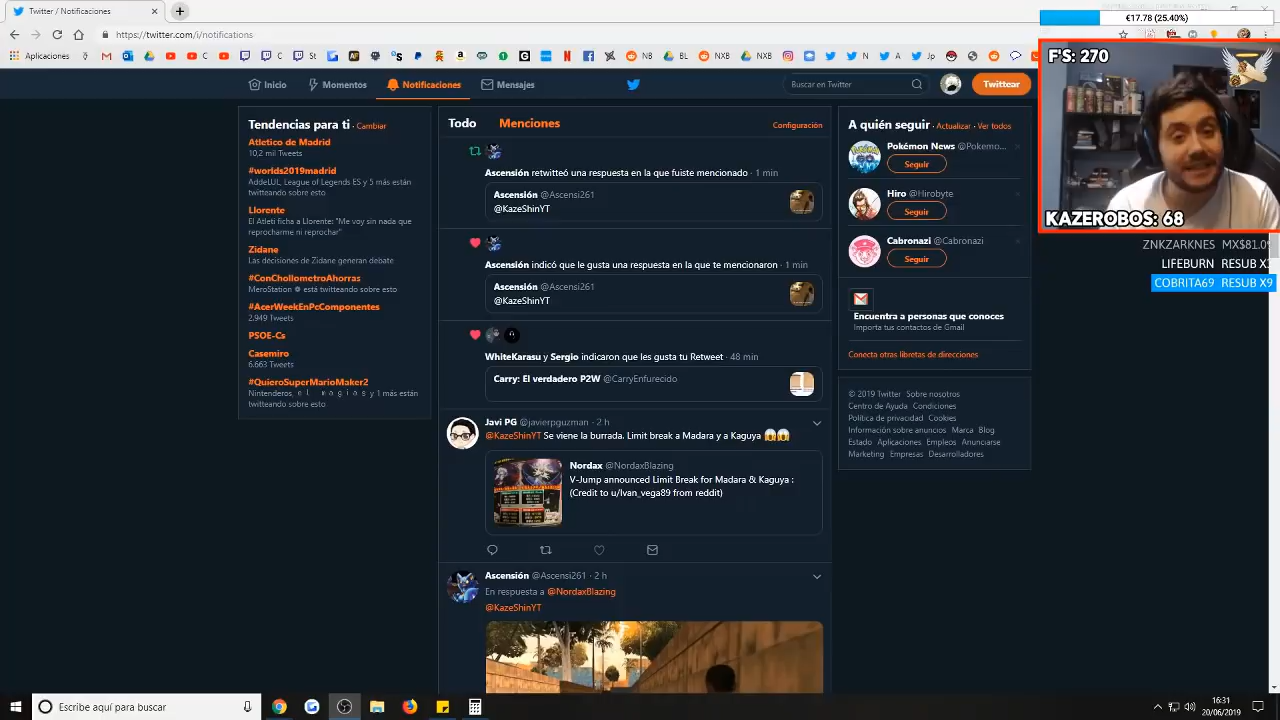 Twitter / Notificaciones
https://twitter.com/i/notifications
Aplicaciones
BL
NXB
NXB
N
Jp
Inicio
Momentos
Notificaciones
Mensajes
Buscar en Twitter
Twittear
Tendencias para ti · Cambiar
Atletico de Madrid
10,2 mil Tweets
#worlds2019madrid
AddeLUL, League of Legends ES y 5 más están
twitteando sobre esto
Llorente
El Atleti ficha a Llorente: "Me voy sin nada que
reprocharme ni reprochar"
Zidane
Las décisiones de Zidane generan debate
#ConChollometroAhorras
MeroStation está twitteando sobre esto
#AcerWeekEnPcComponentes
2.949 Tweets
PSOE-Cs
Casemiro
6.663 Tweets
#QuieroSuperMarioMaker2
Nintenderos, el magias y 1 más están
twitteando sobre esto
Todo
Menciones
Configuración
Ascensión retwitteó una respuesta en la que fuiste mencionado · 1 min
Ascensión @Ascensi261
@KazeShinYT
Ascensión indicó que le gusta una respuesta en la que te mencionaron · 1 min
Ascensión @Ascensi261
@KazeShinYT
WhiteKarasu y Sergio indicaron que les gusta tu Retweet · 48 min
Carry: El verdadero P2W @CarryEnfurecido
Javi PG @javierpguzman · 2 h
@KazeShinYT Se viene la burrada. Limit break a Madara y a Kaguya 😱😱
Nordax @NordaxBlazing
V-Jump announced Limit Break for Madara & Kaguya :
(Credit to u/Ivan_vega89 from reddit)
Ascensión @Ascensi261 · 2 h
En respuesta a @NordaxBlazing
@KazeShinYT
A quién seguir · Actualizar · Ver todos
Pokémon News @Pokemo...
Seguir
Hiro @Hirobyte
Seguir
Cabronazi @Cabronazi
Seguir
Encuentra a personas que conoces
Importa tus contactos de Gmail
Conecta otras libretas de direcciones
© 2019 Twitter Sobre nosotros
Centro de Ayuda Condiciones
Política de privacidad Cookies
Información sobre anuncios Marca Blog
Estado Aplicaciones Empleos Anunciarse
Marketing Empresas Desarrolladores
€17.78 (25.40%)
F'S: 270
KAZEROBOS: 68
ZNKZARKNES MX$81.0
LIFEBURN RESUB X
COBRITA69 RESUB X9
Escribe aquí para buscar
16:31
20/06/2019